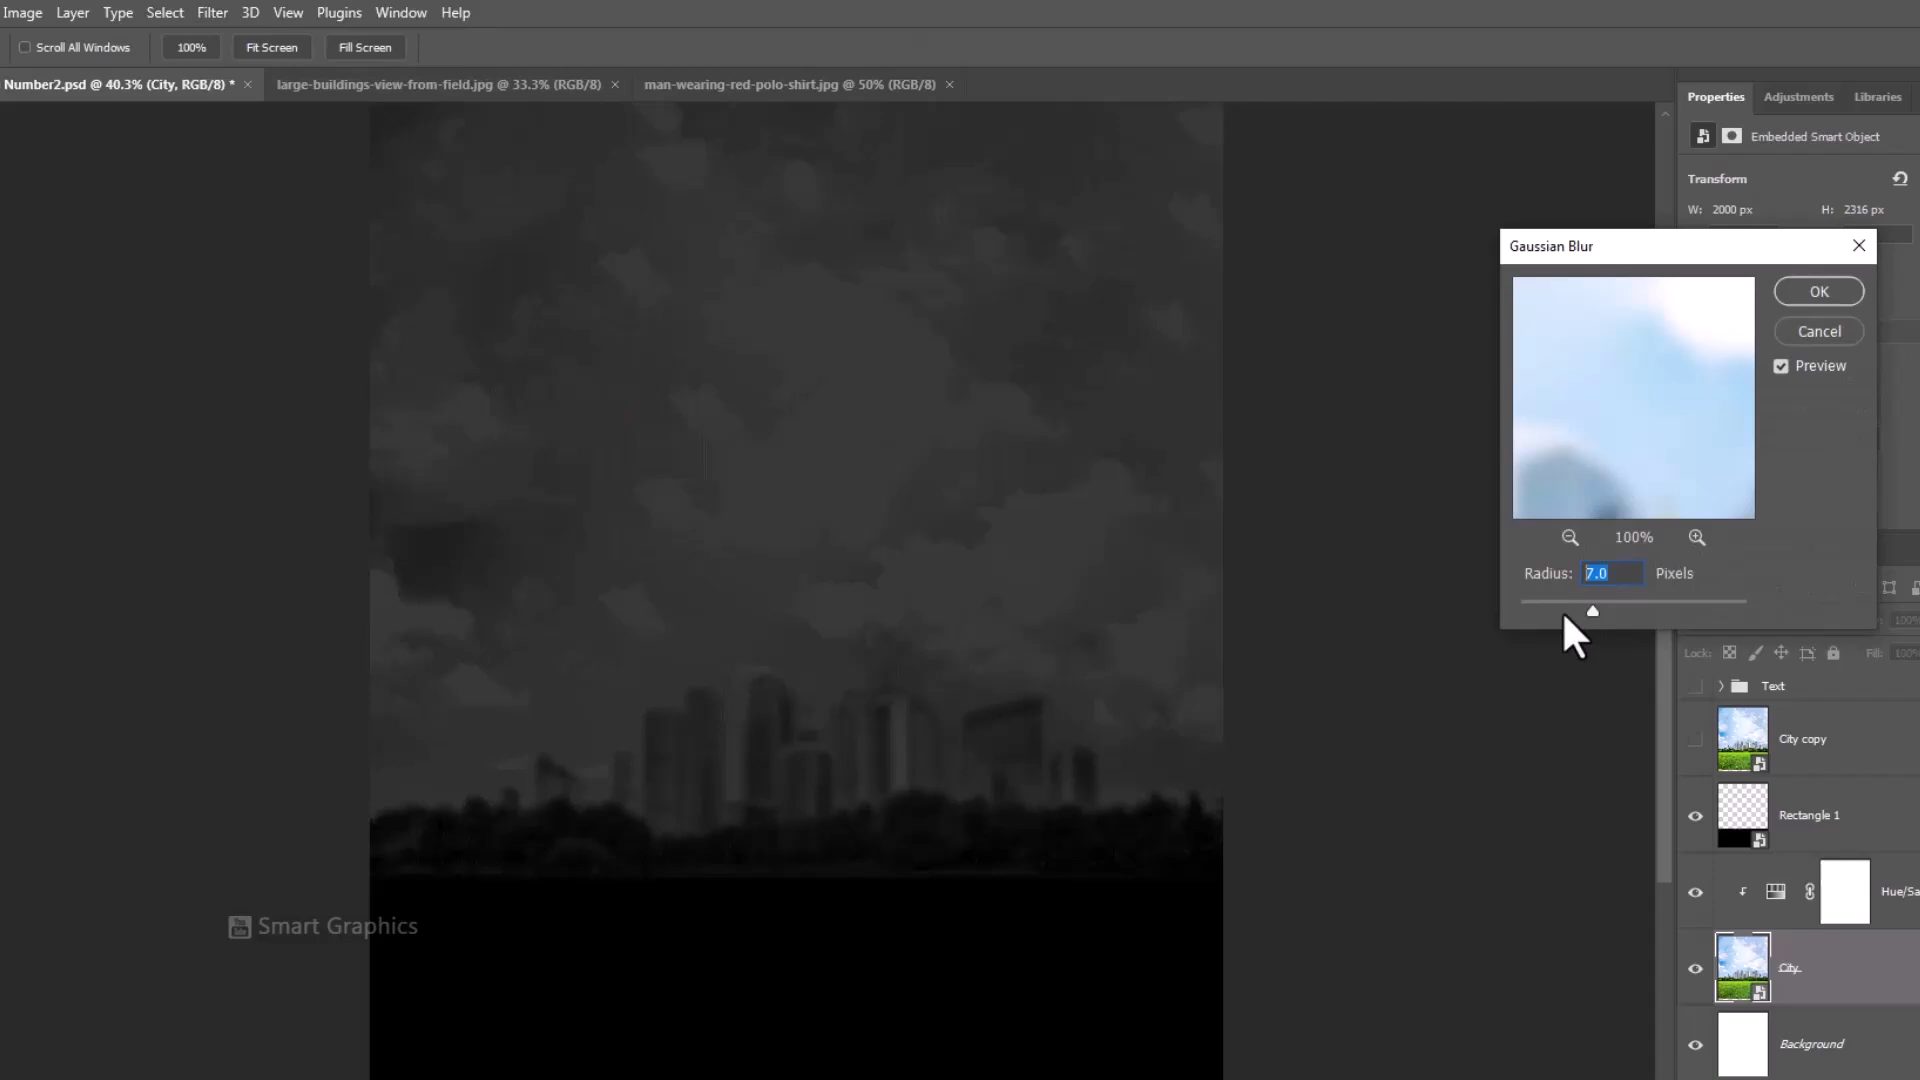 Image Layer Type Select Filter 3D View Plugins Window Help
Scroll All Windows 100% Fit Screen Fill Screen
Number2.psd @ 40.3% (City, RGB/8) * × large-buildings-view-from-field.jpg @ 33.3% (RGB/8) × man-wearing-red-polo-shirt.jpg @ 50% (RGB/8) ×
Properties Adjustments Libraries
Embedded Smart Object
Transform
W: 2000 px H: 2316 px
Gaussian Blur
OK
Cancel
Preview
100%
Radius: 7.0 Pixels
100%
Lock: Fill: 100%
Text
City copy
Rectangle 1
Hue/Sa
City
Background
You Tube Smart Graphics